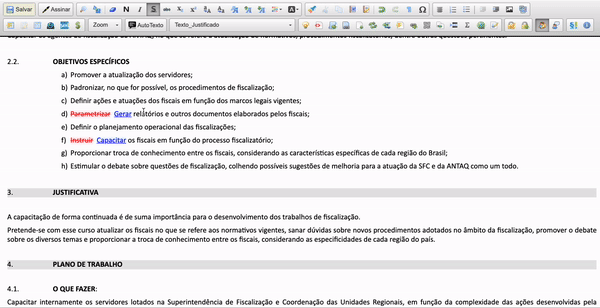 Salvar Assinar N I S
Zoom AutoTexto Texto_Justificado
2.2. OBJETIVOS ESPECÍFICOS
a) Promover a atualização dos servidores;
b) Padronizar, no que for possível, os procedimentos de fiscalização;
c) Definir ações e atuações dos fiscais em função dos marcos legais vigentes;
d) Parametrizar Gerar relatórios e outros documentos elaborados pelos fiscais;
e) Definir o planejamento operacional das fiscalizações;
f) Instruir Capacitar os fiscais em função do processo fiscalizatório;
g) Proporcionar troca de conhecimento entre os fiscais, considerando as características específicas de cada região do Brasil;
h) Estimular o debate sobre questões de fiscalização, colhendo possíveis sugestões de melhoria para a atuação da SFC e da ANTAQ como um todo.
3. JUSTIFICATIVA
A capacitação de forma continuada é de suma importância para o desenvolvimento dos trabalhos de fiscalização.
Pretende-se com esse curso atualizar os fiscais no que se refere aos normativos vigentes, sanar dúvidas sobre novos procedimentos adotados no âmbito da fiscalização, promover o debate
sobre os diversos temas e proporcionar a troca de conhecimento entre os fiscais, considerando as especificidades de cada região do país.
4. PLANO DE TRABALHO
4.1. O QUE FAZER:
Capacitar internamente os servidores lotados na Superintendência de Fiscalização e Coordenação das Unidades Regionais, em função da complexidade das ações desenvolvidas pela